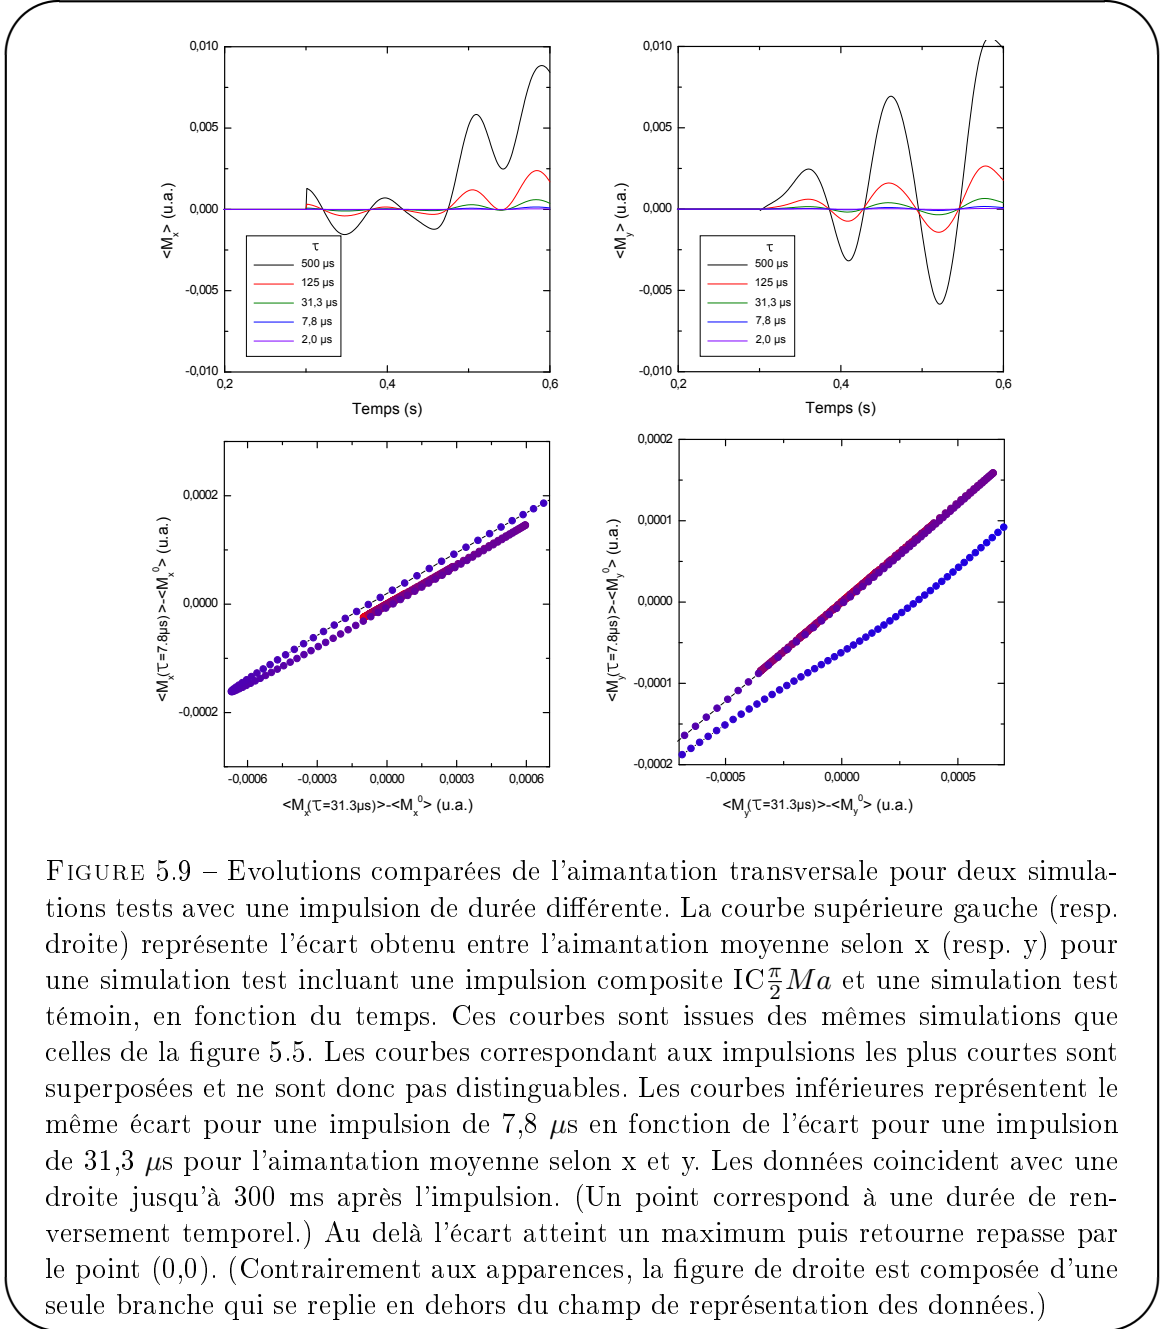 0,010
0,005
0,000
-0,005
-0,010
<M_x> (u.a.)
τ
500 µs
125 µs
31,3 µs
7,8 µs
2,0 µs
0,2 0,4 0,6
Temps (s)
0,010
0,005
0,000
-0,005
-0,010
<M_y> (u.a.)
τ
500 µs
125 µs
31,3 µs
7,8 µs
2,0 µs
0,2 0,4 0,6
Temps (s)
0,0002
0,0000
-0,0002
<M_x(τ=7.8µs)>-<M_x^0> (u.a.)
-0,0006 -0,0003 0,0000 0,0003 0,0006
<M_x(τ=31.3µs)>-<M_x^0> (u.a.)
0,0002
0,0001
0,0000
-0,0001
-0,0002
<M_y(τ=7.8µs)>-<M_y^0> (u.a.)
-0,0005 0,0000 0,0005
<M_y(τ=31.3µs)>-<M_y^0> (u.a.)
FIGURE 5.9 – Evolutions comparées de l'aimantation transversale pour deux simula-
tions tests avec une impulsion de durée différente. La courbe supérieure gauche (resp.
droite) représente l'écart obtenu entre l'aimantation moyenne selon x (resp. y) pour
une simulation test incluant une impulsion composite IC π/2 Ma et une simulation test
témoin, en fonction du temps. Ces courbes sont issues des mêmes simulations que
celles de la figure 5.5. Les courbes correspondant aux impulsions les plus courtes sont
superposées et ne sont donc pas distinguables. Les courbes inférieures représentent le
même écart pour une impulsion de 7,8 µs en fonction de l'écart pour une impulsion
de 31,3 µs pour l'aimantation moyenne selon x et y. Les données coincident avec une
droite jusqu'à 300 ms après l'impulsion. (Un point correspond à une durée de ren-
versement temporel.) Au delà l'écart atteint un maximum puis retourne repasse par
le point (0,0). (Contrairement aux apparences, la figure de droite est composée d'une
seule branche qui se replie en dehors du champ de représentation des données.)